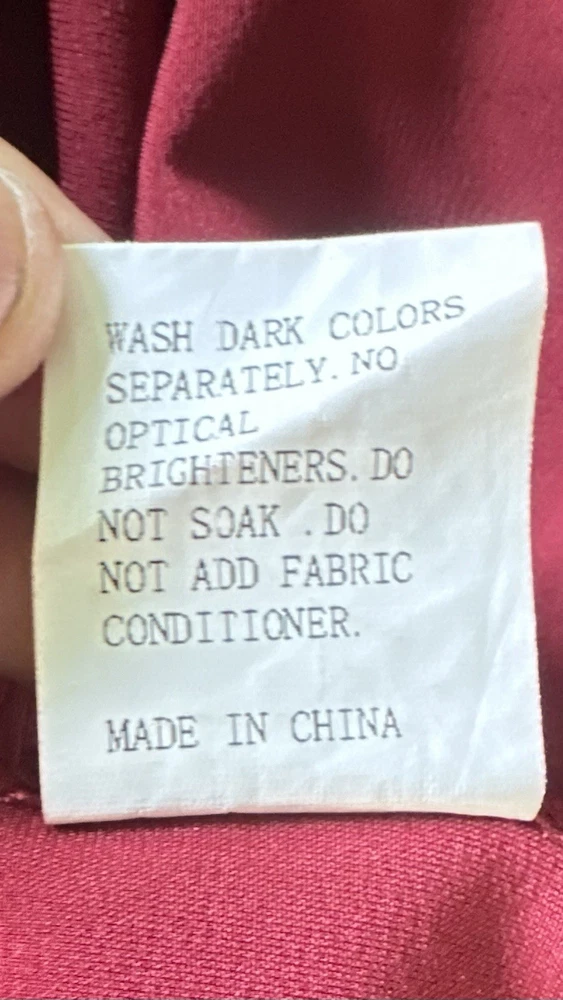 WASH DARK COLORS
SEPARATELY. NO
OPTICAL
BRIGHTENERS. DO
NOT SOAK . DO
NOT ADD FABRIC
CONDITIONER.
MADE IN CHINA